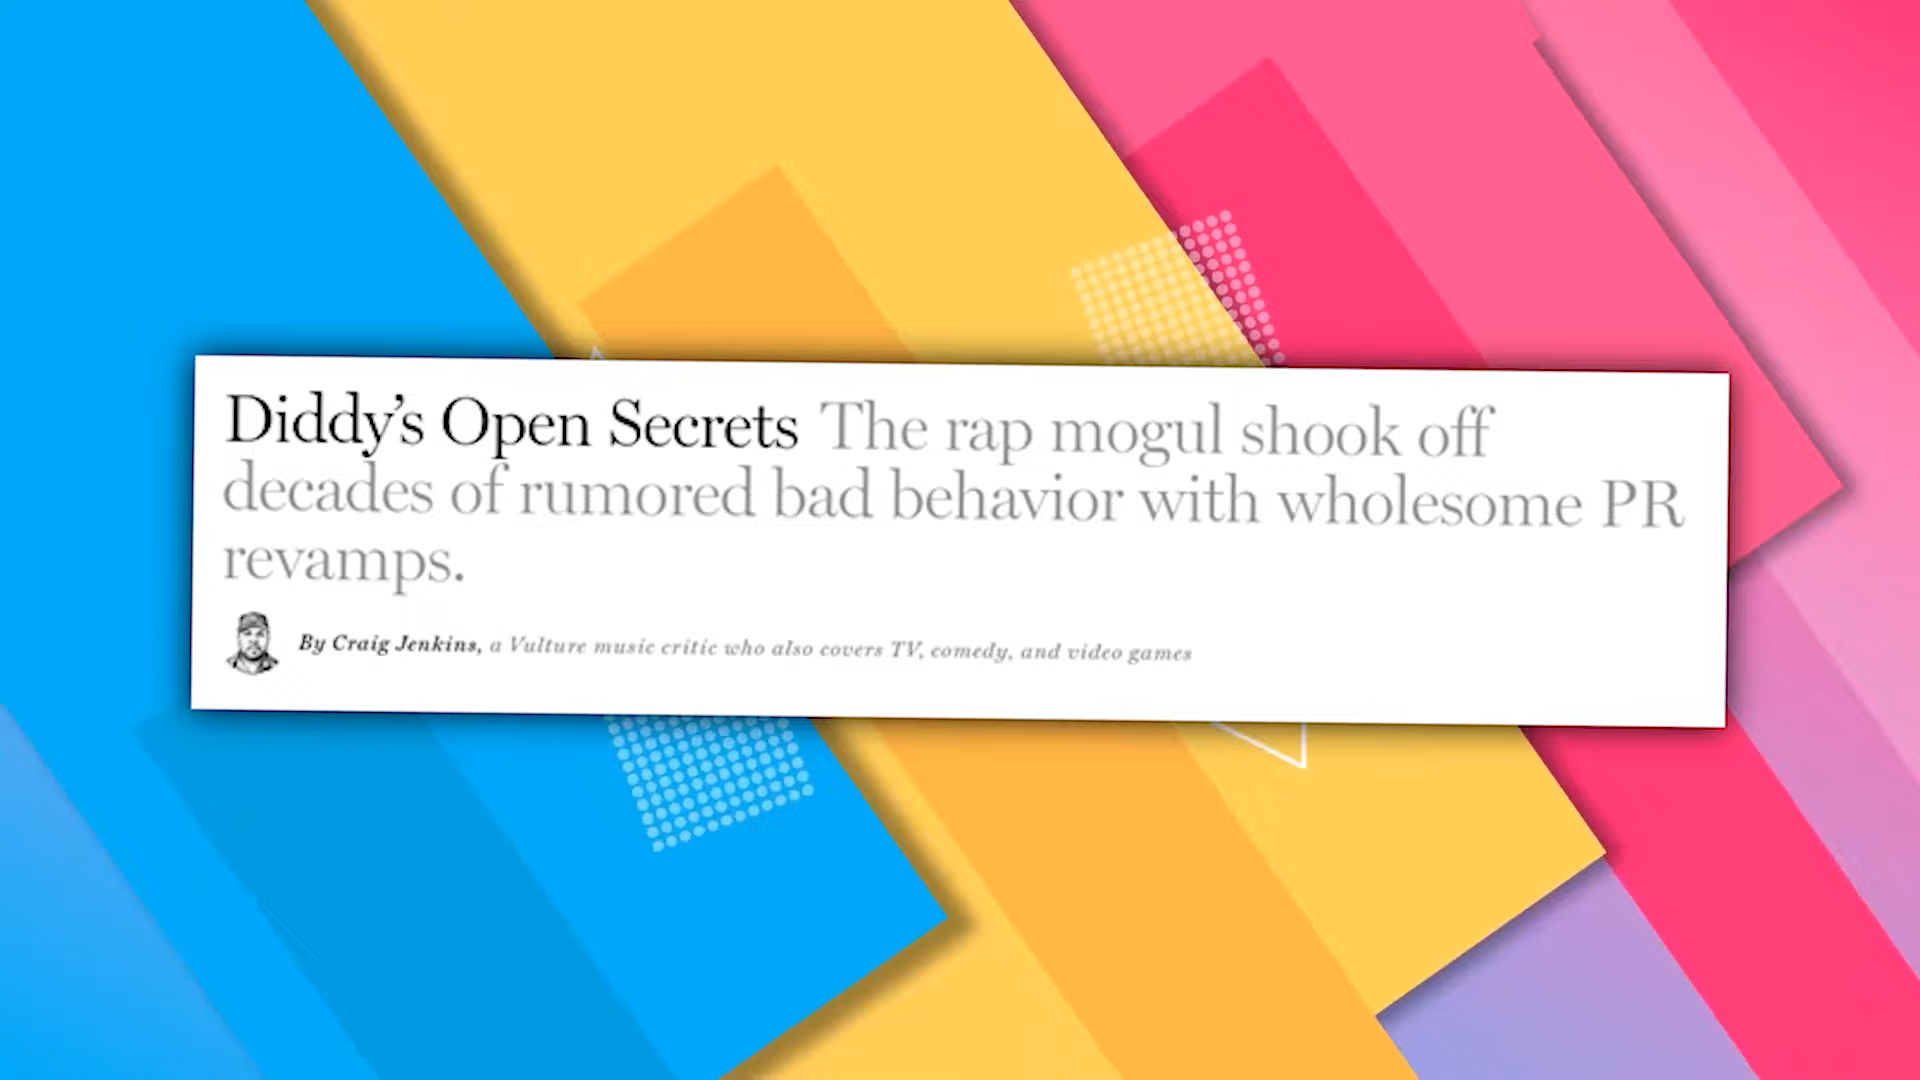 Diddy’s Open Secrets The rap mogul shook off
decades of rumored bad behavior with wholesome PR
revamps.
By Craig Jenkins, a Vulture music critic who also covers TV, comedy, and video games